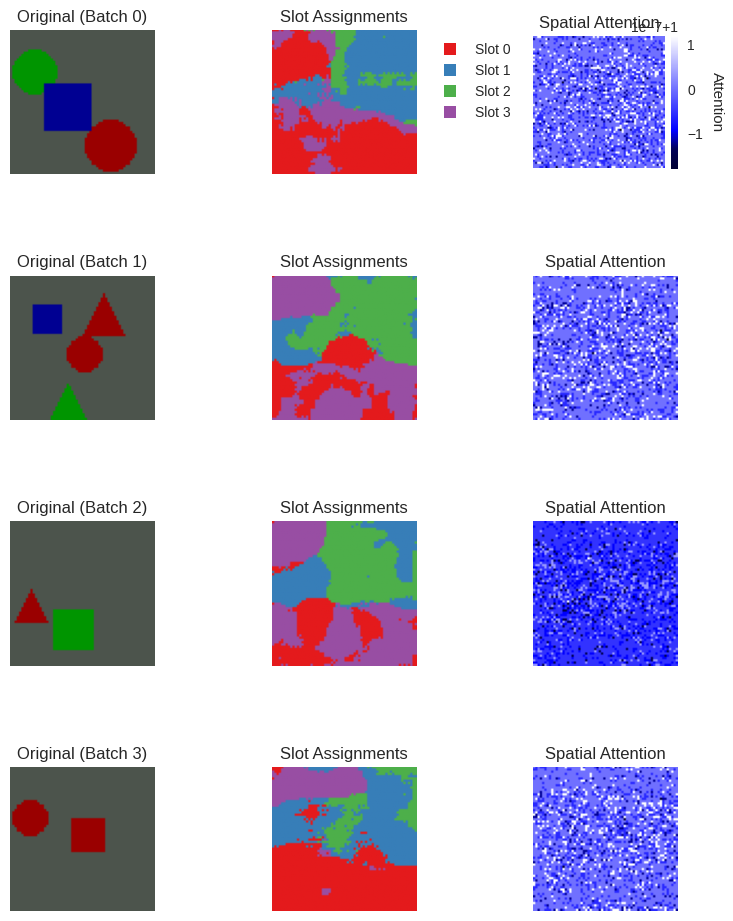 Original (Batch 0)
Slot Assignments
Slot 0
Slot 1
Slot 2
Slot 3
Spatial Attention
1e−7+1
1
0
−1
Attention
Original (Batch 1)
Slot Assignments
Spatial Attention
Original (Batch 2)
Slot Assignments
Spatial Attention
Original (Batch 3)
Slot Assignments
Spatial Attention